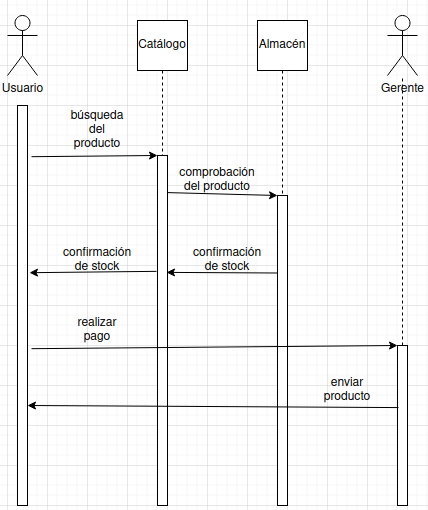 Catálogo
Almacén
Usuario
Gerente
búsqueda
del
producto
comprobación
del producto
confirmación
de stock
confirmación
de stock
realizar
pago
enviar
producto